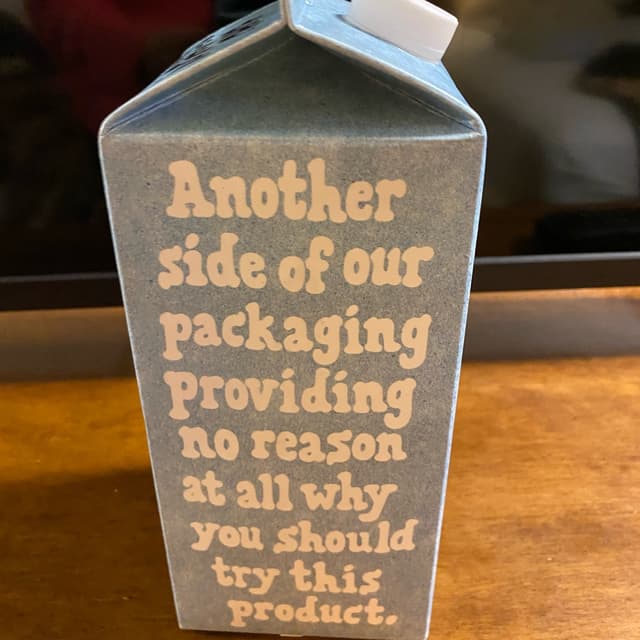 Another
side of our
packaging
providing
no reason
at all why
you should
try this
product.